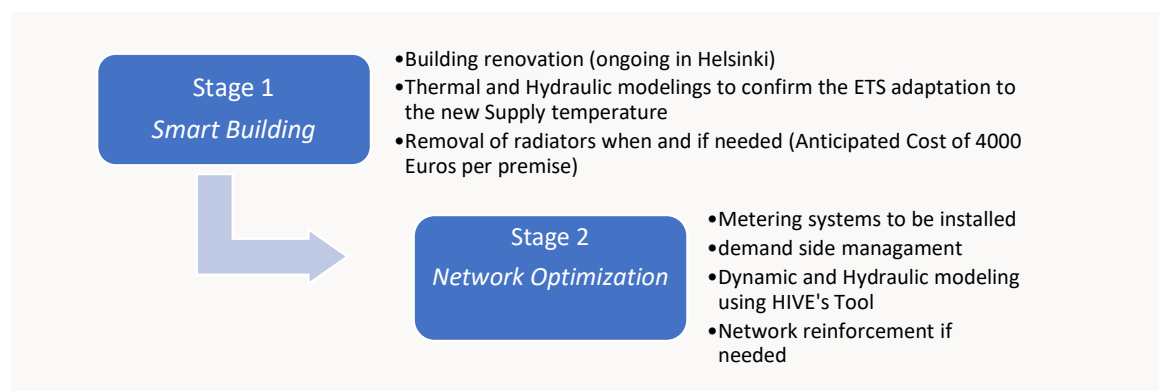 Stage 1
Smart Building
•Building renovation (ongoing in Helsinki)
•Thermal and Hydraulic modelings to confirm the ETS adaptation to
the new Supply temperature
•Removal of radiators when and if needed (Anticipated Cost of 4000
Euros per premise)
Stage 2
Network Optimization
•Metering systems to be installed
•demand side managament
•Dynamic and Hydraulic modeling
using HIVE's Tool
•Network reinforcement if
needed